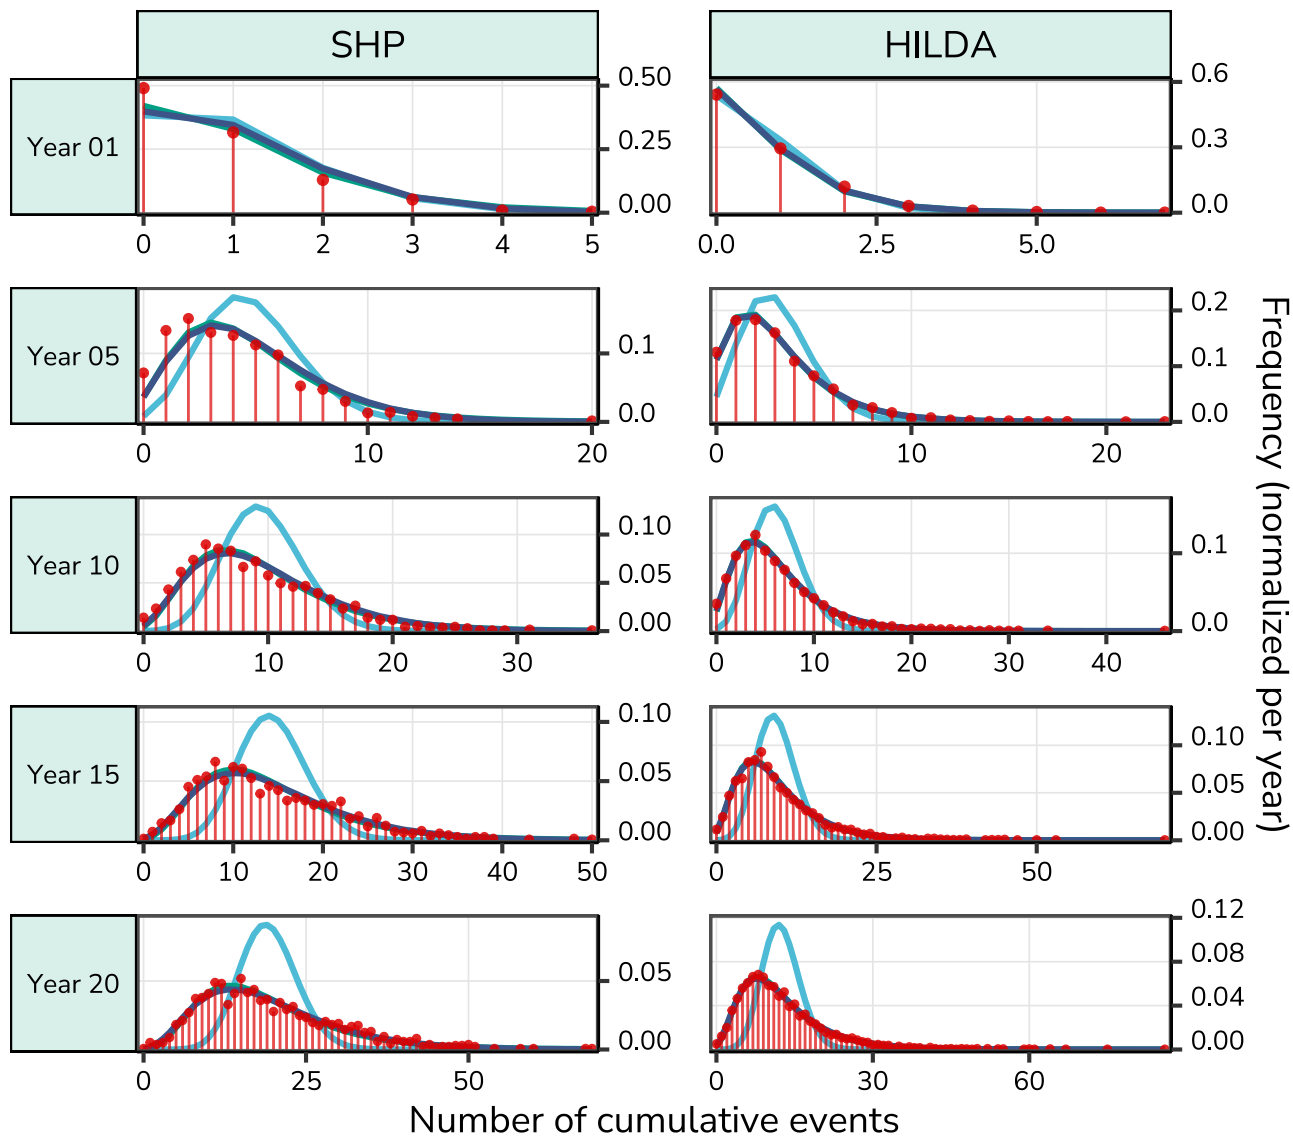 SHP HILDA
Year 01
0.50
0.25
0.00
0 1 2 3 4 5
0.6
0.3
0.0
0.0 2.5 5.0
Year 05
0.1
0.0
0 10 20
0.2
0.1
0.0
0 10 20
Year 10
0.10
0.05
0.00
0 10 20 30
0.1
0.0
0 10 20 30 40
Year 15
0.10
0.05
0.00
0 10 20 30 40 50
0.10
0.05
0.00
0 25 50
Year 20
0.05
0.00
0 25 50
0.12
0.08
0.04
0.00
0 30 60
Number of cumulative events
Frequency (normalized per year)